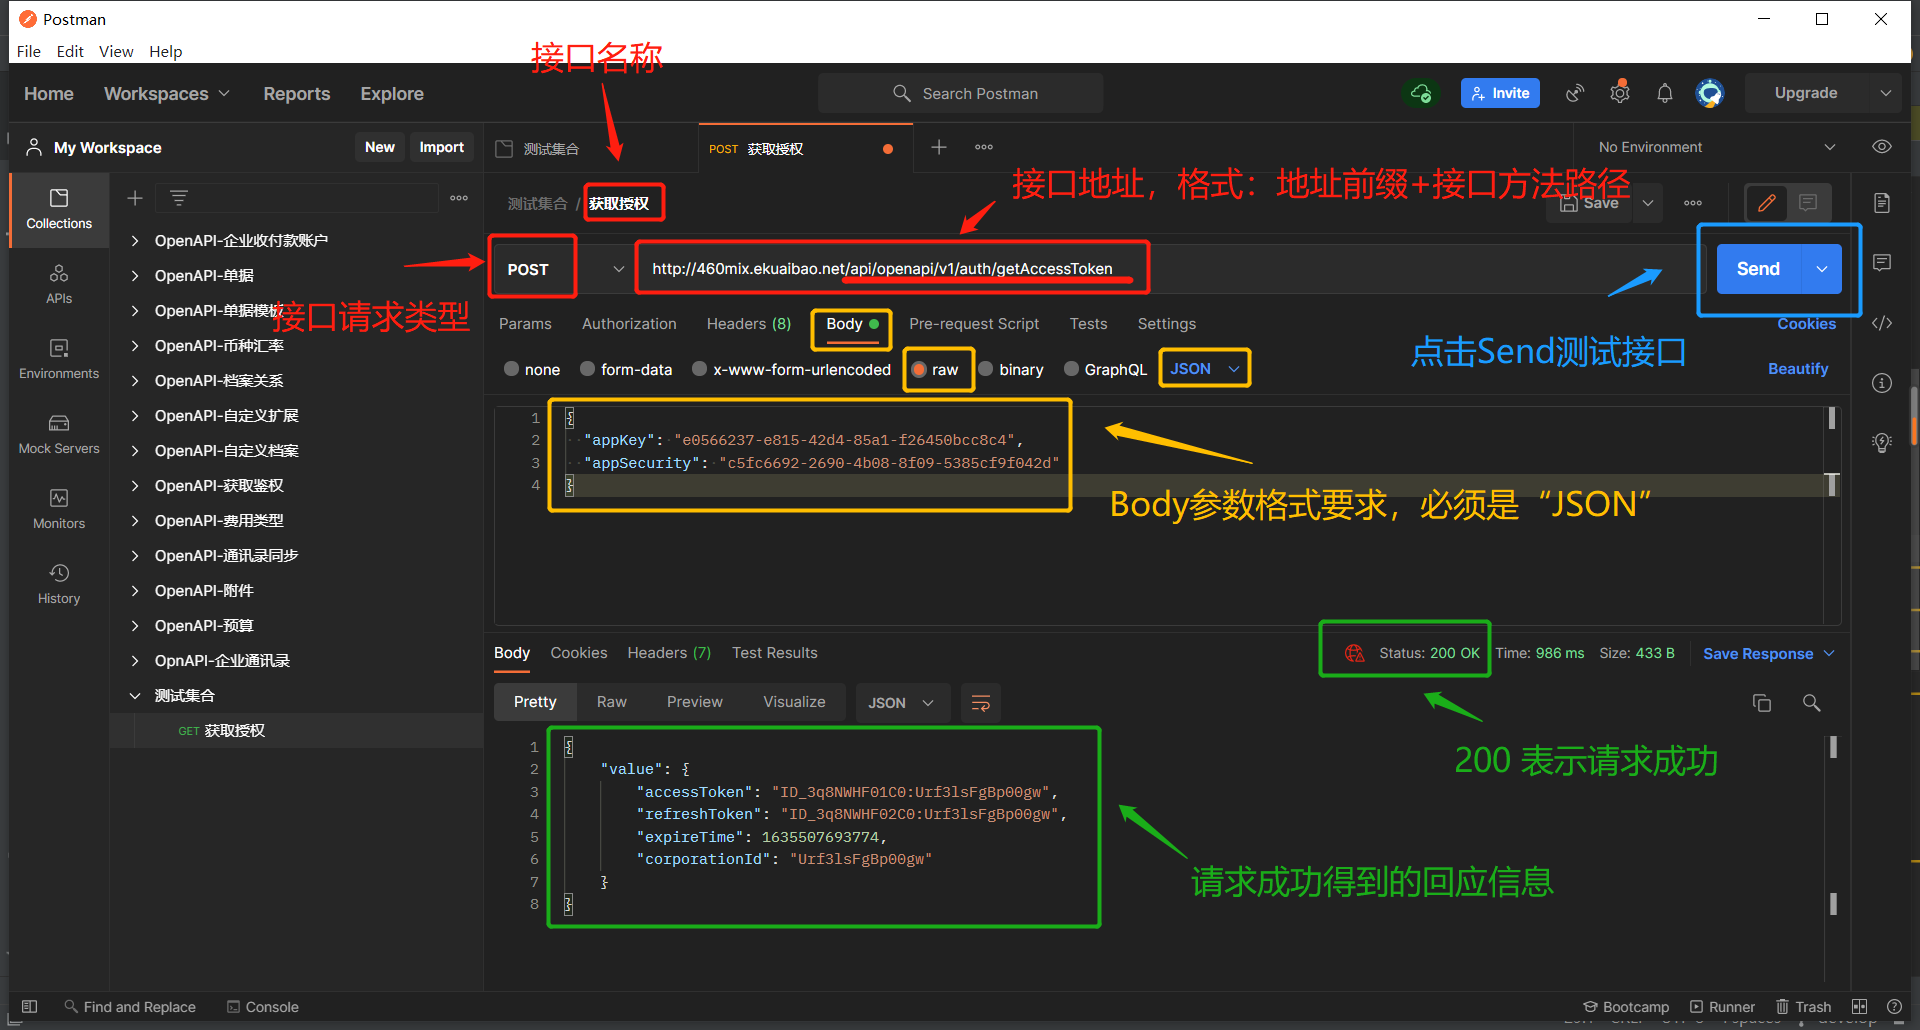 Postman
File Edit View Help
接口名称
Home Workspaces Reports Explore
Search Postman
Invite
Upgrade
My Workspace
New Import
测试集合
POST 获取授权
No Environment
接口地址，格式：地址前缀+接口方法路径
测试集合 / 获取授权
Save
Collections
APIs
Environments
Mock Servers
Monitors
History
OpenAPI-企业收付款账户
OpenAPI-单据
OpenAPI-单据模板
OpenAPI-币种汇率
OpenAPI-档案关系
OpenAPI-自定义扩展
OpenAPI-自定义档案
OpenAPI-获取鉴权
OpenAPI-费用类型
OpenAPI-通讯录同步
OpenAPI-附件
OpenAPI-预算
OpnAPI-企业通讯录
测试集合
GET 获取授权
接口请求类型
POST
http://460mix.ekuaibao.net/api/openapi/v1/auth/getAccessToken
Send
Params Authorization Headers (8) Body Pre-request Script Tests Settings
Cookies
点击Send测试接口
none form-data x-www-form-urlencoded raw binary GraphQL JSON
Beautify
1 {
2 "appKey": "e0566237-e815-42d4-85a1-f26450bcc8c4",
3 "appSecurity": "c5fc6692-2690-4b08-8f09-5385cf9f042d"
4 }
Body参数格式要求，必须是“JSON”
Body Cookies Headers (7) Test Results
Status: 200 OK Time: 986 ms Size: 433 B Save Response
Pretty Raw Preview Visualize JSON
200 表示请求成功
1 {
2 "value": {
3 "accessToken": "ID_3q8NWHF01C0:Urf3lsFgBp00gw",
4 "refreshToken": "ID_3q8NWHF02C0:Urf3lsFgBp00gw",
5 "expireTime": 1635507693774,
6 "corporationId": "Urf3lsFgBp00gw"
7 }
8 }
请求成功得到的回应信息
Find and Replace Console
Bootcamp Runner Trash